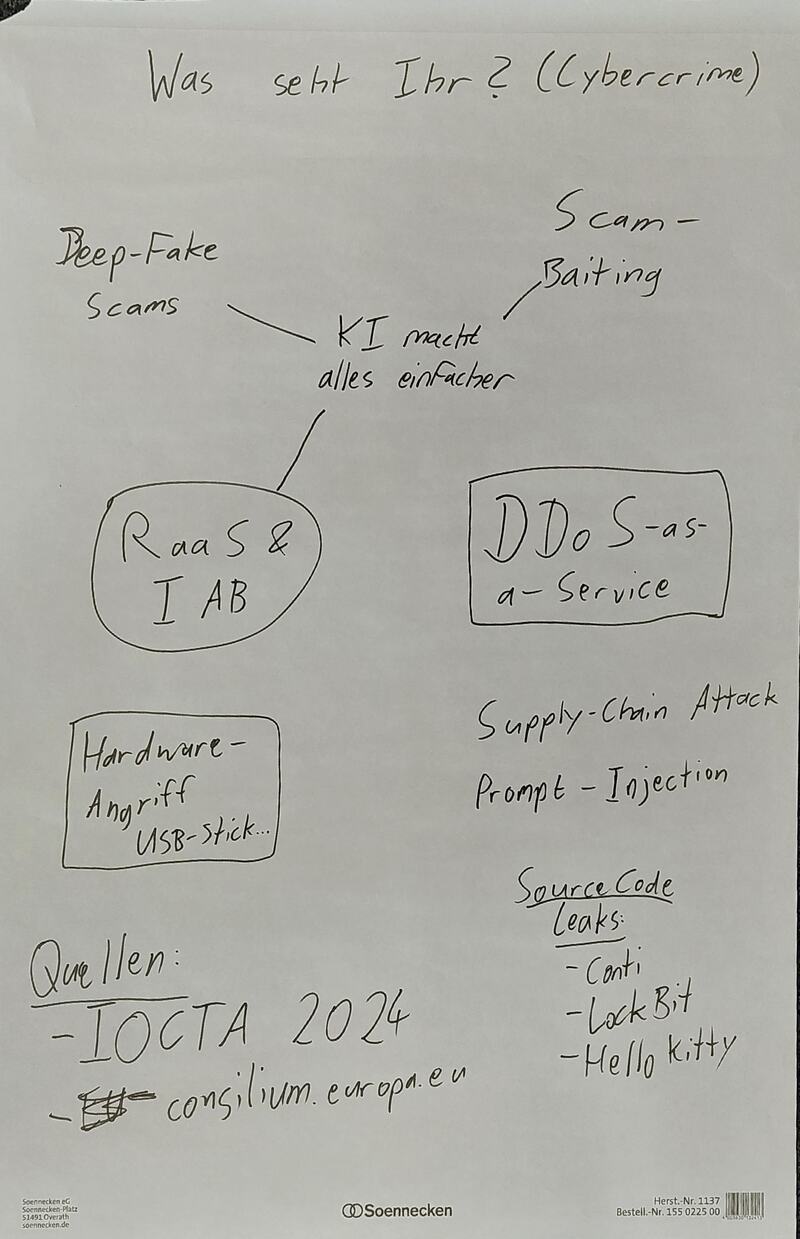 Was seht Ihr? (Cybercrime)
Deep-Fake
Scams
Scam-
Baiting
KI macht
alles einfacher
RaaS &
IAB
DDoS-as-
a-Service
Hardware-
Angriff
USB-Stick...
Supply-Chain Attack
Prompt-Injection
Source Code
Leaks:
- Conti
- LockBit
- Hello Kitty
Quellen:
- IOCTA 2024
- consilium.europa.eu
Soennecken eG
Soennecken-Platz
51491 Overath
soennecken.de
Soennecken
Herst.-Nr. 1137
Bestell.-Nr. 155 0225 00